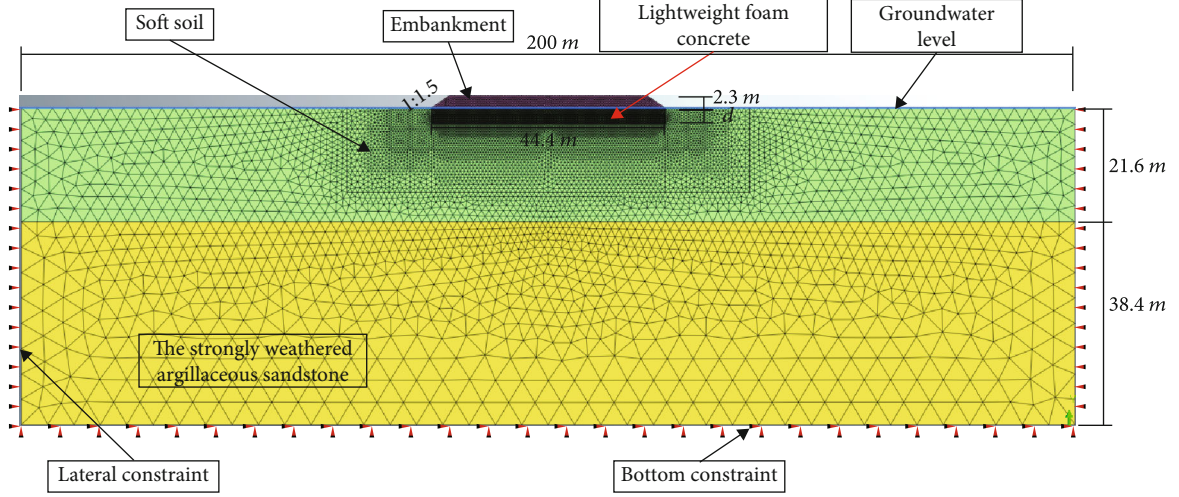 Soft soil
Embankment
Lightweight foam
concrete
Groundwater
level
200 m
1:1.5
2.3 m
d
44.4 m
21.6 m
38.4 m
The strongly weathered
argillaceous sandstone
Lateral constraint
Bottom constraint